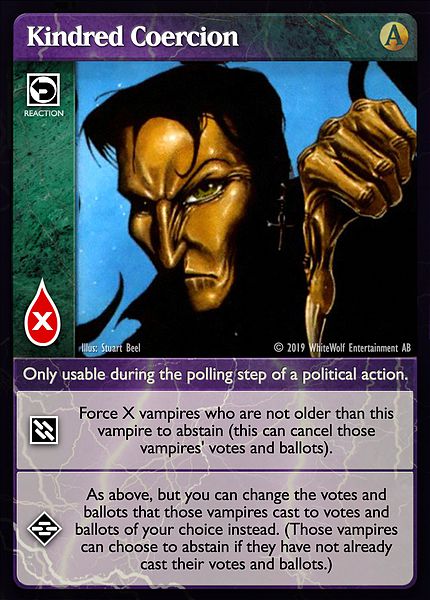 Kindred Coercion
A
REACTION
X
Illus: Stuart Beel
© 2019 WhiteWolf Entertainment AB
Only usable during the polling step of a political action.
Force X vampires who are not older than this
vampire to abstain (this can cancel those
vampires' votes and ballots).
As above, but you can change the votes and
ballots that those vampires cast to votes and
ballots of your choice instead. (Those vampires
can choose to abstain if they have not already
cast their votes and ballots.)